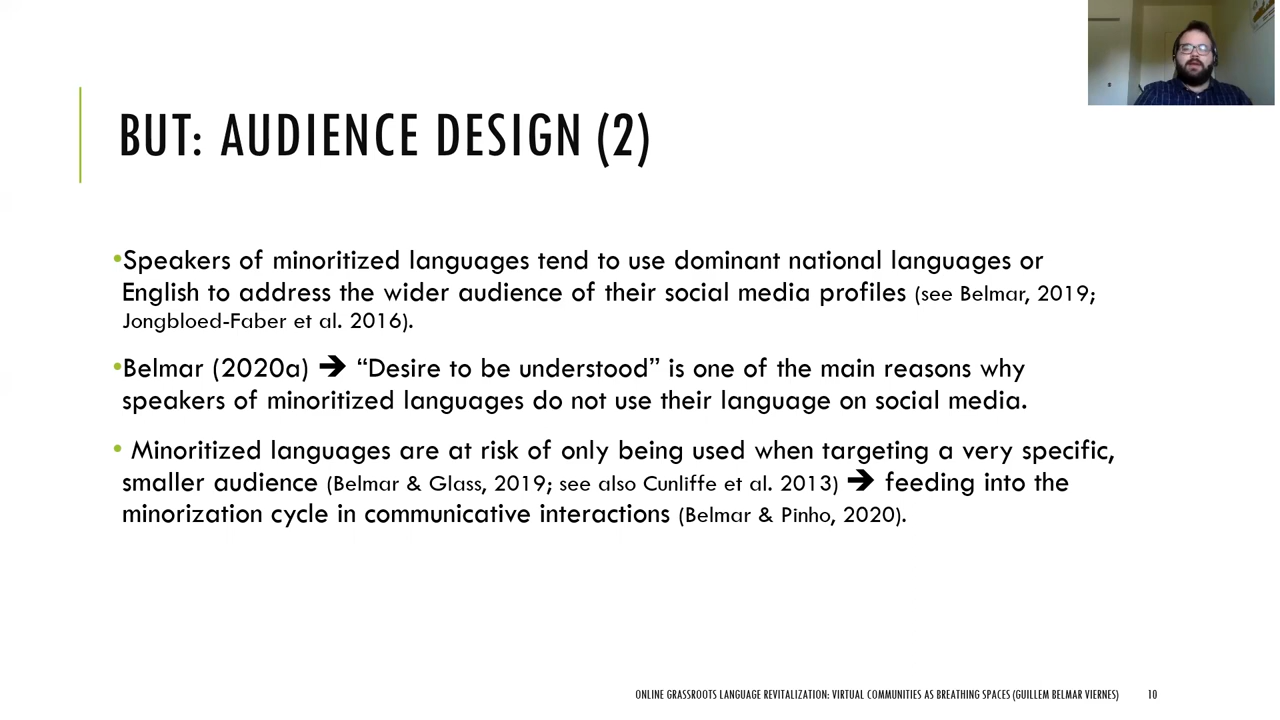 BUT: AUDIENCE DESIGN (2)
•Speakers of minoritized languages tend to use dominant national languages or
English to address the wider audience of their social media profiles (see Belmar, 2019;
Jongbloed-Faber et al. 2016).
•Belmar (2020a) ➔ “Desire to be understood” is one of the main reasons why
speakers of minoritized languages do not use their language on social media.
• Minoritized languages are at risk of only being used when targeting a very specific,
smaller audience (Belmar & Glass, 2019; see also Cunliffe et al. 2013) ➔ feeding into the
minorization cycle in communicative interactions (Belmar & Pinho, 2020).
ONLINE GRASSROOTS LANGUAGE REVITALIZATION: VIRTUAL COMMUNITIES AS BREATHING SPACES (GUILLEM BELMAR VIERNES) 10